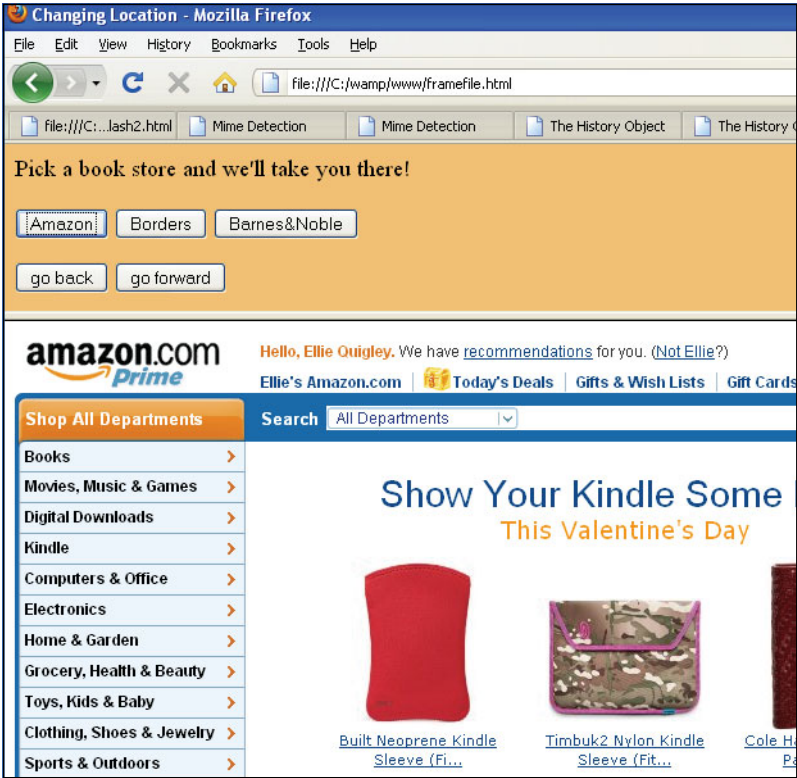 Changing Location - Mozilla Firefox
File Edit View History Bookmarks Tools Help
file:///C:/wamp/www/framefile.html
file:///C:...lash2.html Mime Detection Mime Detection The History Object The History
Pick a book store and we'll take you there!
Amazon Borders Barnes&Noble
go back go forward
amazon.com
Prime
Hello, Ellie Quigley. We have recommendations for you. (Not Ellie?)
Ellie's Amazon.com Today's Deals Gifts & Wish Lists Gift Cards
Shop All Departments Search All Departments
Books
Movies, Music & Games
Digital Downloads
Kindle
Computers & Office
Electronics
Home & Garden
Grocery, Health & Beauty
Toys, Kids & Baby
Clothing, Shoes & Jewelry
Sports & Outdoors
Show Your Kindle Some
This Valentine's Day
Built Neoprene Kindle
Sleeve (Fi...
Timbuk2 Nylon Kindle
Sleeve (Fit...
Cole